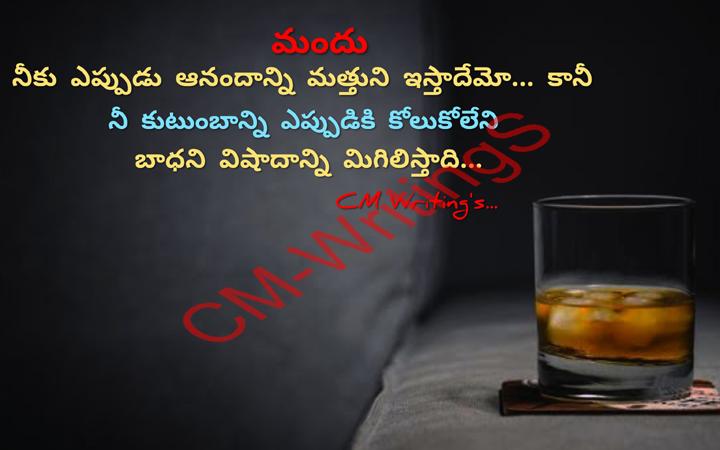 మందు
నీకు ఎప్పుడు ఆనందాన్ని మత్తుని ఇస్తాదేమో... కానీ
నీ కుటుంబాన్ని ఎప్పుడికి కోలుకోలేని
బాధని విషాదాన్ని మిగిలిస్తాది...
CM Writing's...
CM-WritingS